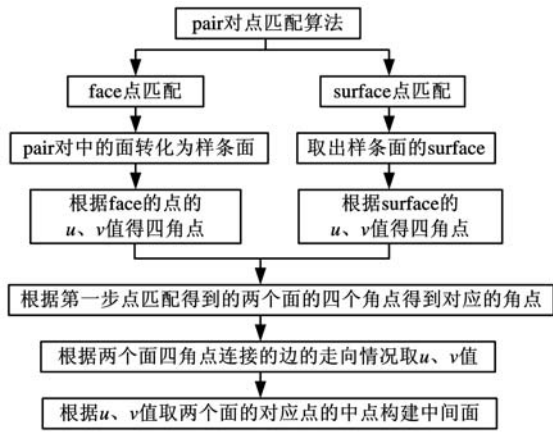 pair对点匹配算法
face点匹配
surface点匹配
pair对中的面转化为样条面
取出样条面的surface
根据face的点的
u、v值得四角点
根据surface的
u、v值得四角点
根据第一步点匹配得到的两个面的四个角点得到对应的角点
根据两个面四角点连接的边的走向情况取u、v值
根据u、v值取两个面的对应点的中点构建中间面